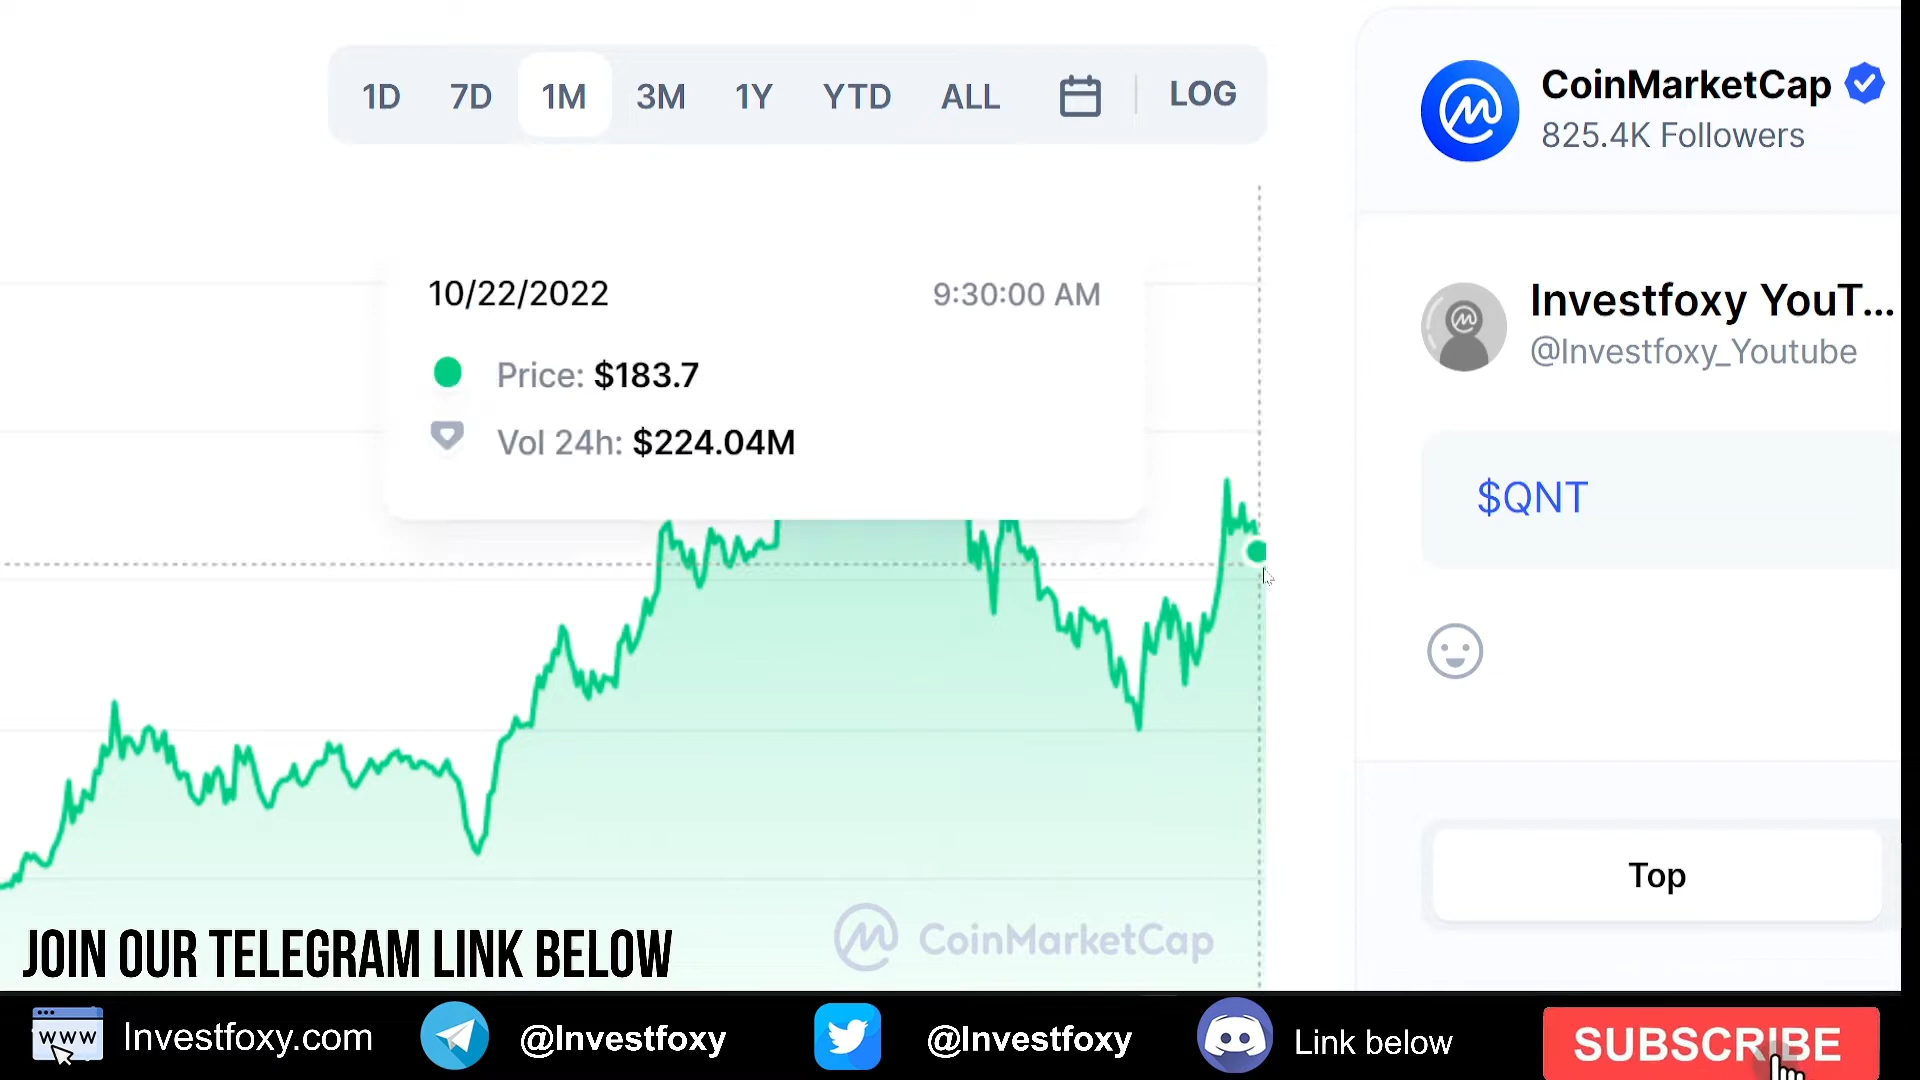 1D 7D 1M 3M 1Y YTD ALL LOG
CoinMarketCap
825.4K Followers
10/22/2022 9:30:00 AM
Price: $183.7
Vol 24h: $224.04M
Investfoxy YouT...
@Investfoxy_Youtube
$QNT
Top
CoinMarketCap
JOIN OUR TELEGRAM LINK BELOW
www Investfoxy.com @Investfoxy @Investfoxy Link below SUBSCRIBE